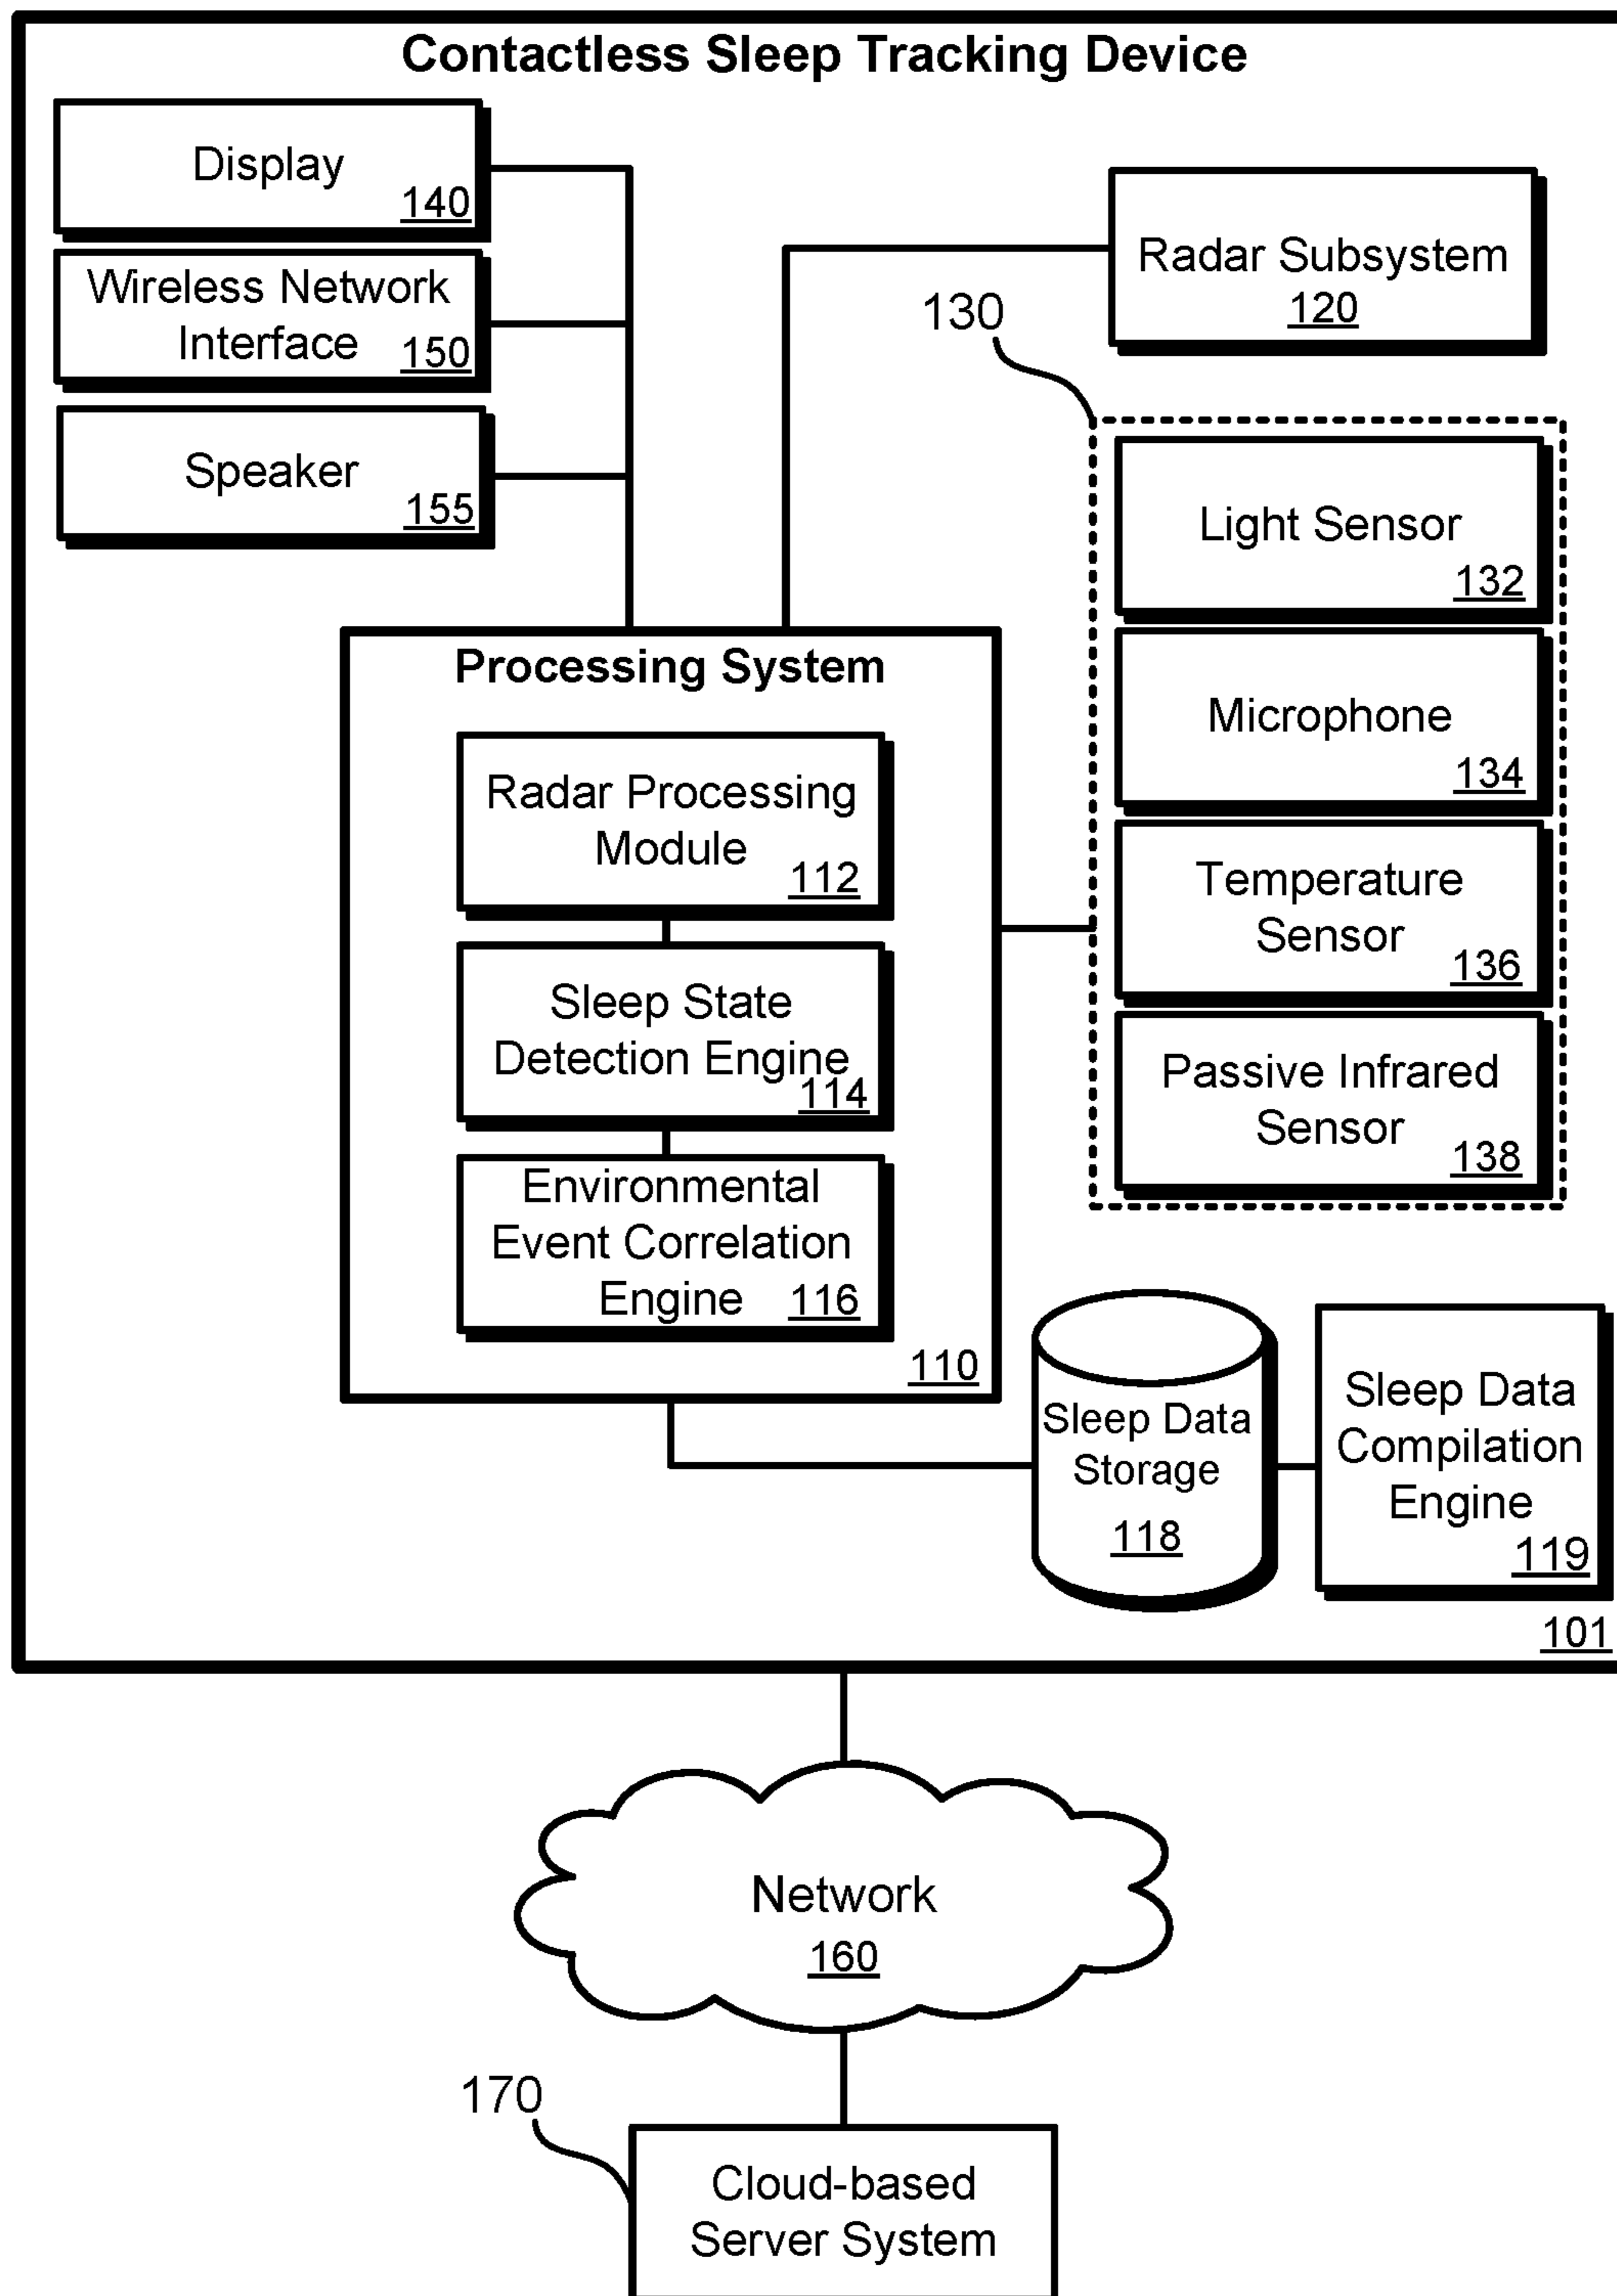 Contactless Sleep Tracking Device
Display
140
Wireless Network
Interface 150
Speaker
155
Radar Subsystem
120
130
Light Sensor
132
Microphone
134
Temperature
Sensor
136
Passive Infrared
Sensor
138
Processing System
Radar Processing
Module
112
Sleep State
Detection Engine
114
Environmental
Event Correlation
Engine 116
110
Sleep Data
Storage
118
Sleep Data
Compilation
Engine
119
101
Network
160
170
Cloud-based
Server System